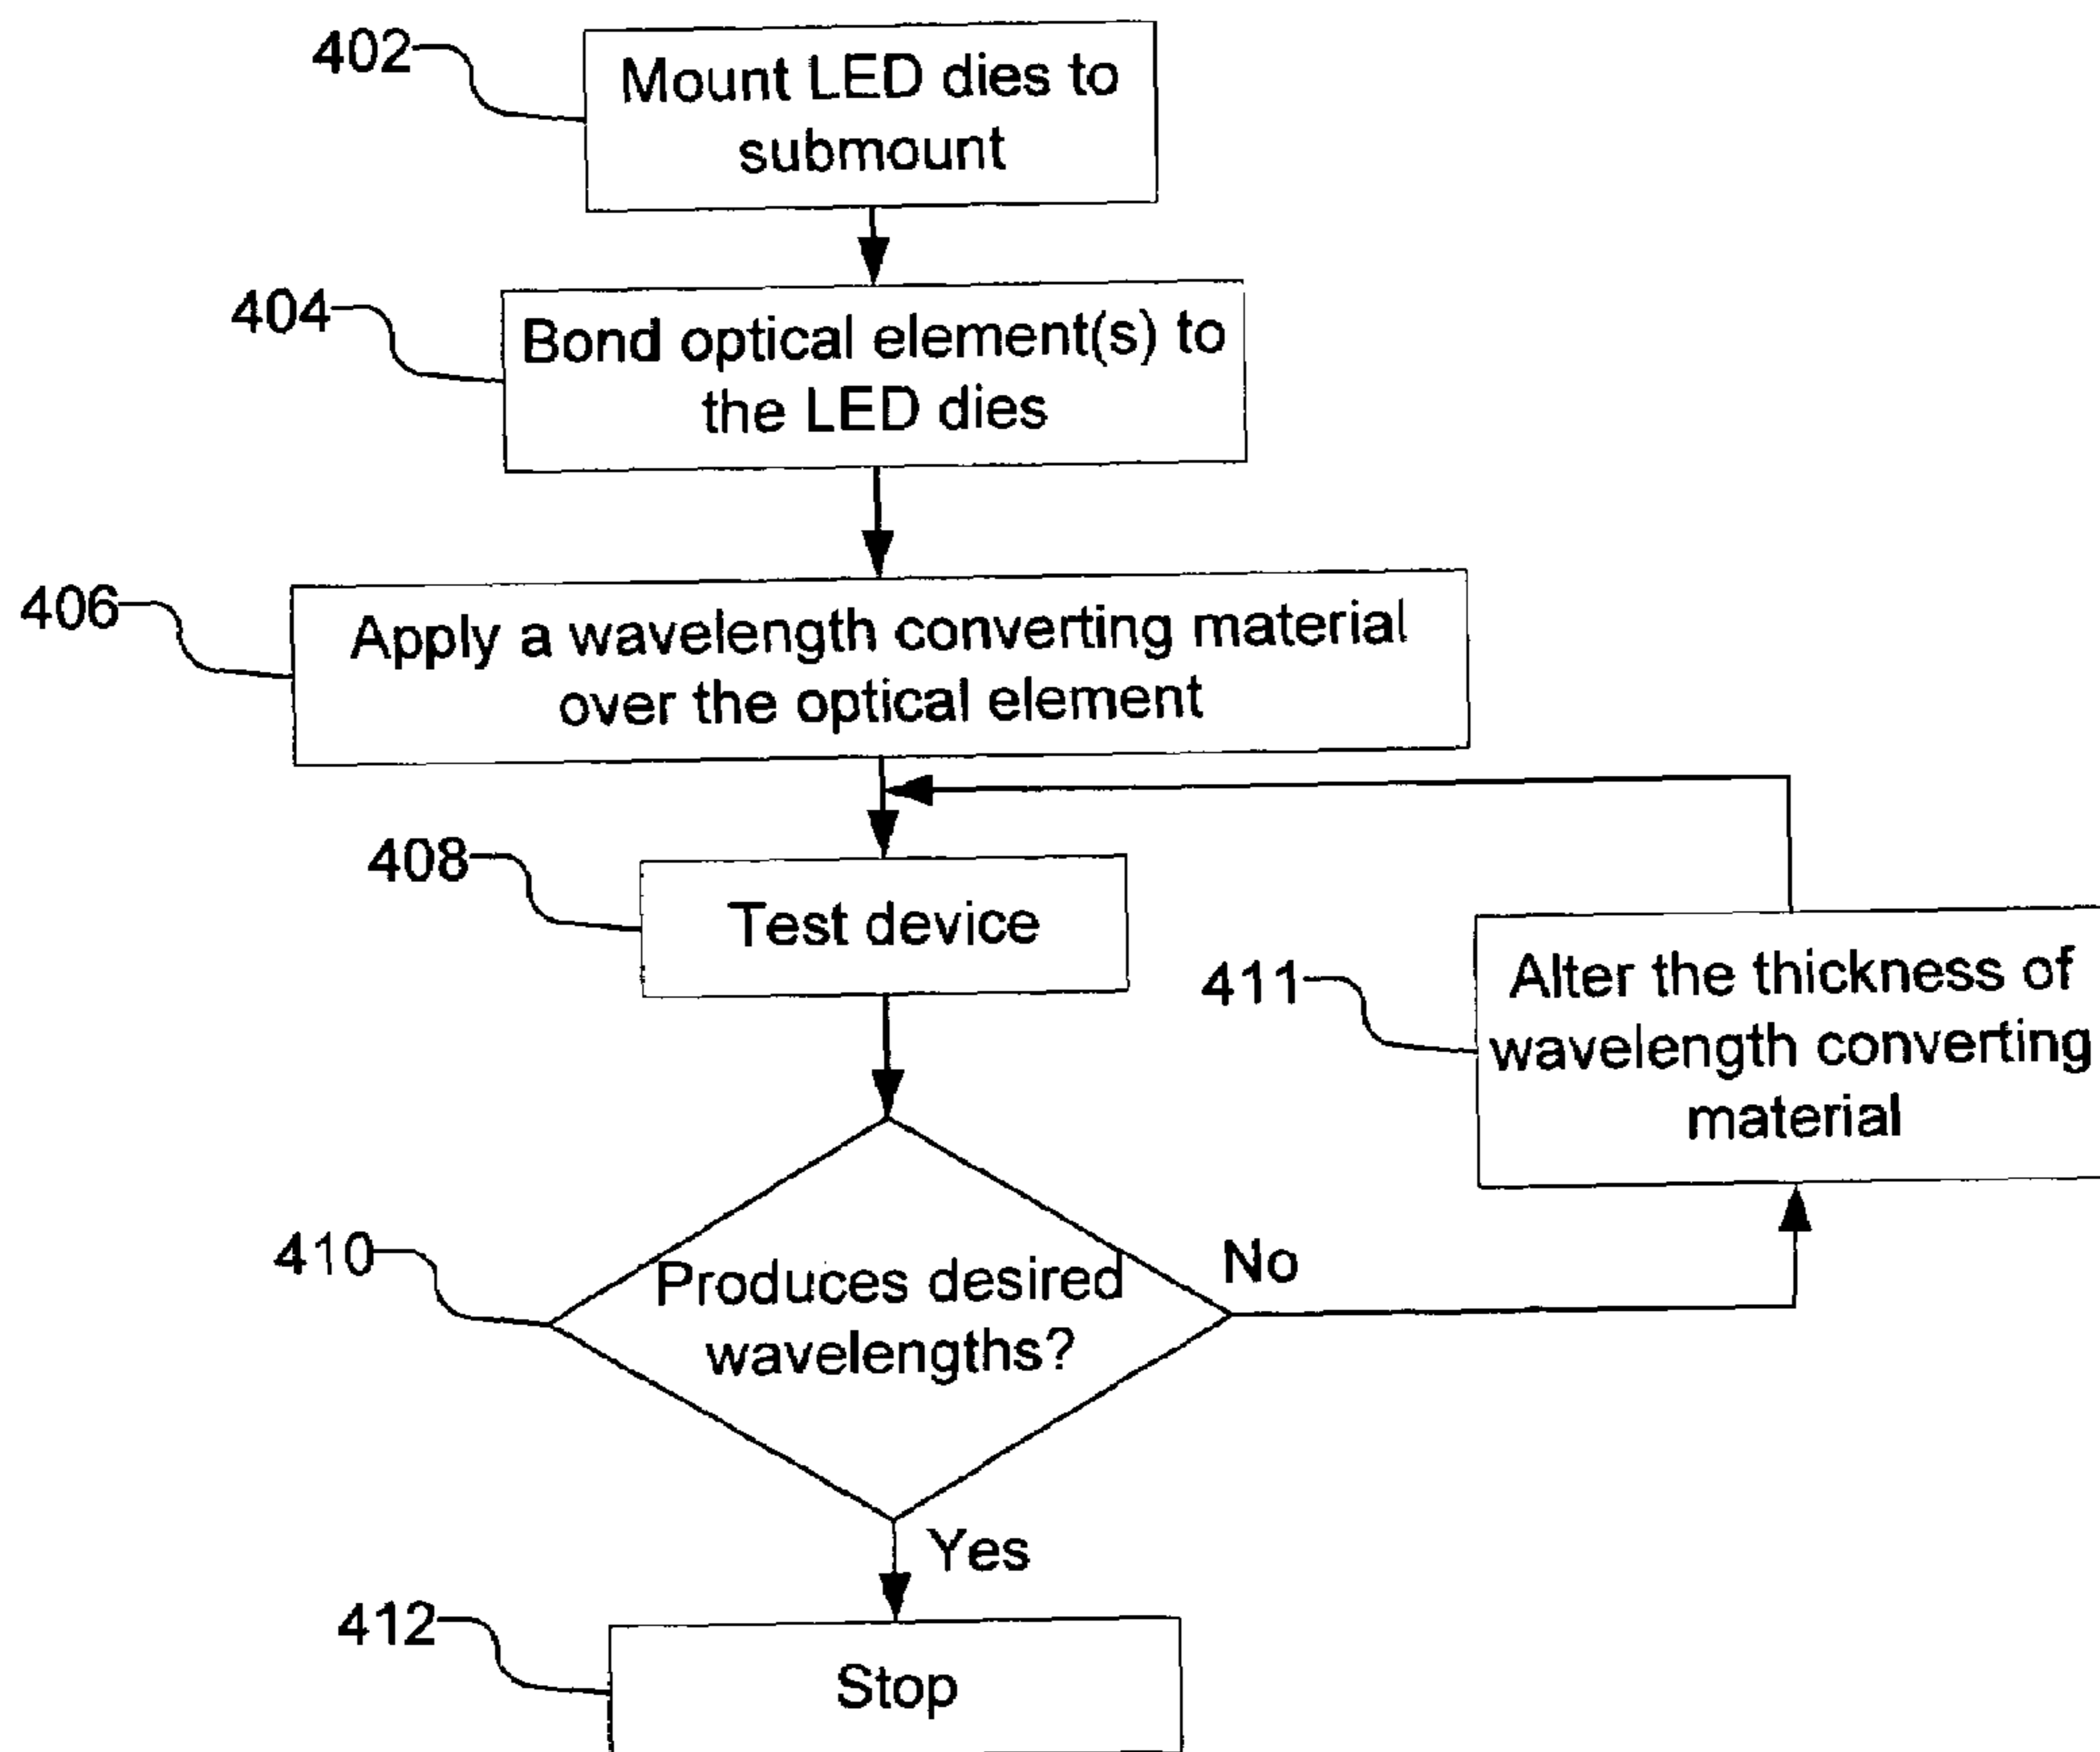 402
Mount LED dies to
submount
404
Bond optical element(s) to
the LED dies
406
Apply a wavelength converting material
over the optical element
408
Test device
411
Alter the thickness of
wavelength converting
material
410
Produces desired
wavelengths?
No
Yes
412
Stop